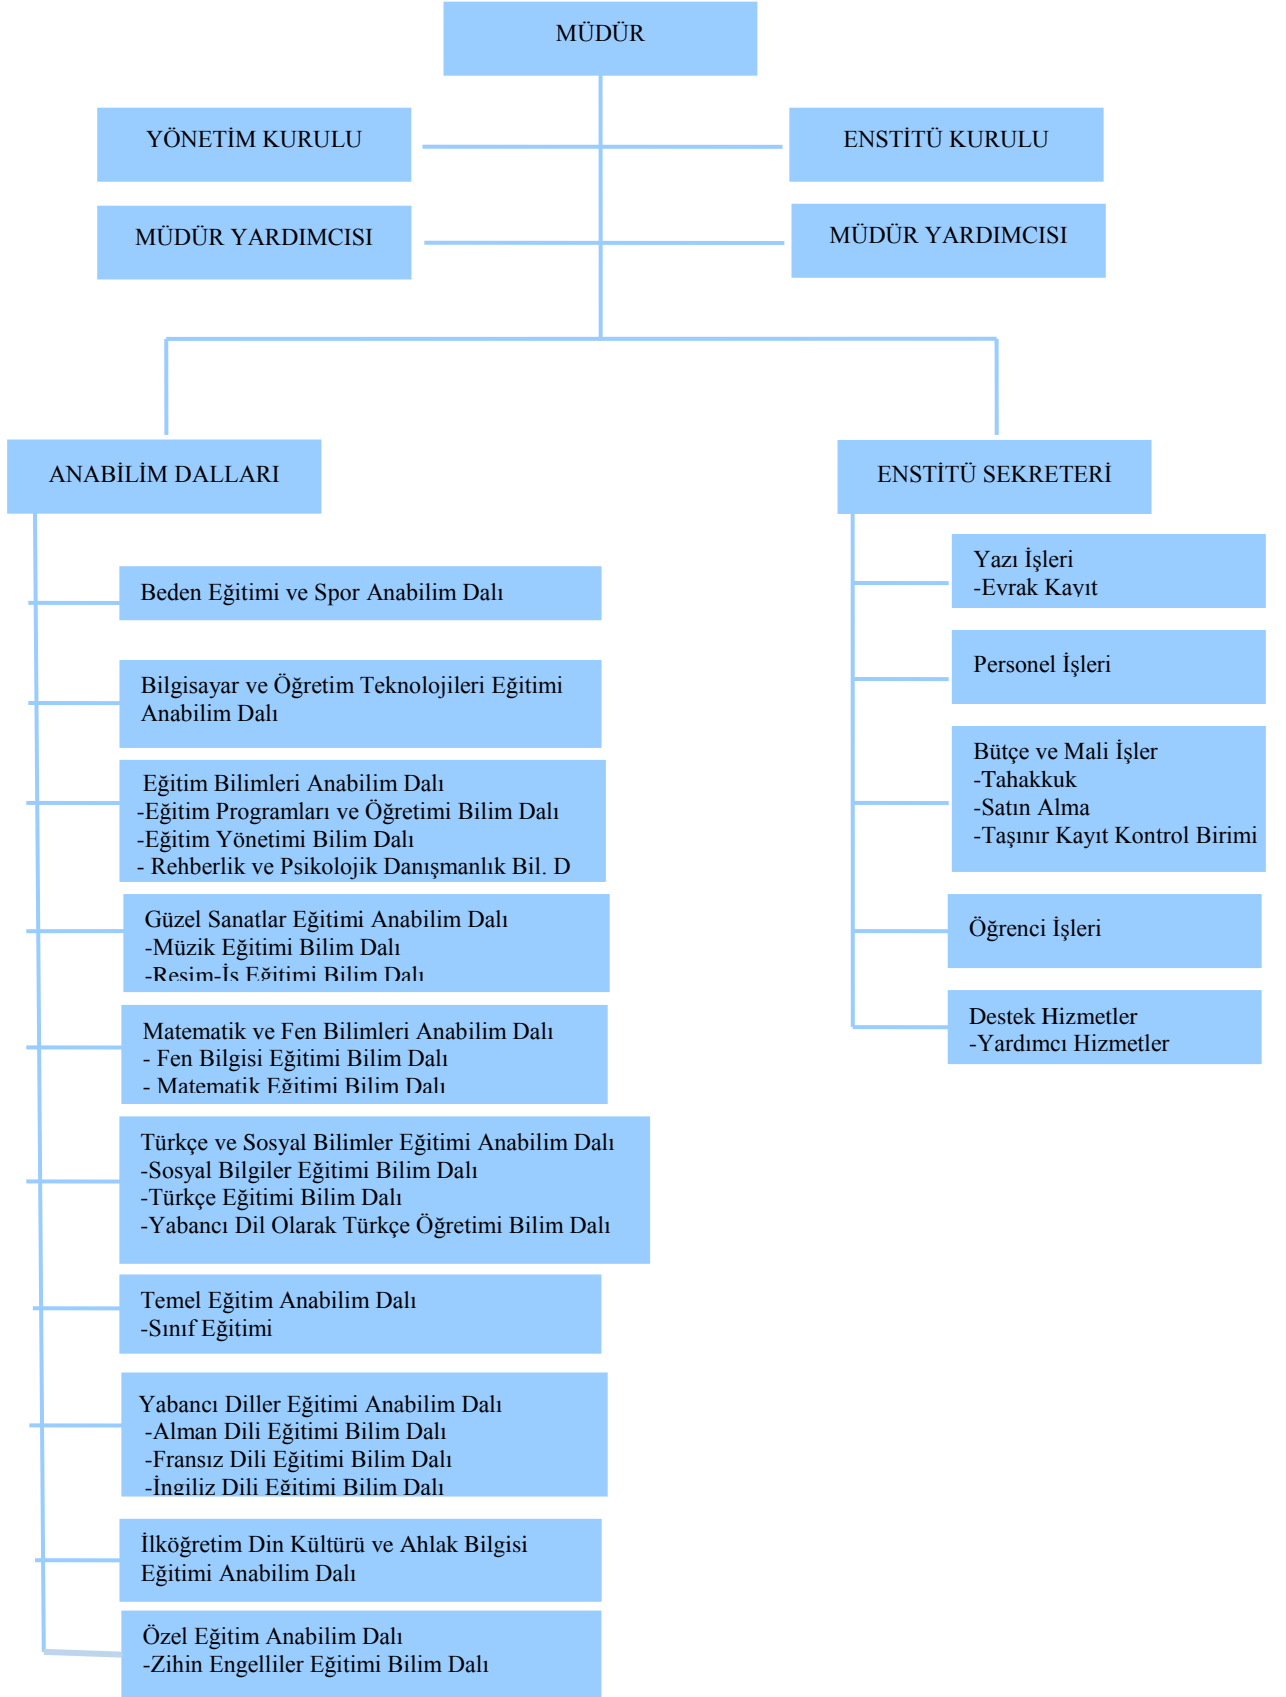 MÜDÜR
YÖNETİM KURULU
ENSTİTÜ KURULU
MÜDÜR YARDIMCISI
MÜDÜR YARDIMCISI
ANABİLİM DALLARI
Beden Eğitimi ve Spor Anabilim Dalı
Bilgisayar ve Öğretim Teknolojileri Eğitimi
Anabilim Dalı
Eğitim Bilimleri Anabilim Dalı
-Eğitim Programları ve Öğretimi Bilim Dalı
-Eğitim Yönetimi Bilim Dalı
- Rehberlik ve Psikolojik Danışmanlık Bil. D
Güzel Sanatlar Eğitimi Anabilim Dalı
-Müzik Eğitimi Bilim Dalı
-Resim-İş Eğitimi Bilim Dalı
Matematik ve Fen Bilimleri Anabilim Dalı
- Fen Bilgisi Eğitimi Bilim Dalı
- Matematik Eğitimi Bilim Dalı
Türkçe ve Sosyal Bilimler Eğitimi Anabilim Dalı
-Sosyal Bilgiler Eğitimi Bilim Dalı
-Türkçe Eğitimi Bilim Dalı
-Yabancı Dil Olarak Türkçe Öğretimi Bilim Dalı
Temel Eğitim Anabilim Dalı
-Sınıf Eğitimi
Yabancı Diller Eğitimi Anabilim Dalı
-Alman Dili Eğitimi Bilim Dalı
-Fransız Dili Eğitimi Bilim Dalı
-İngiliz Dili Eğitimi Bilim Dalı
İlköğretim Din Kültürü ve Ahlak Bilgisi
Eğitimi Anabilim Dalı
Özel Eğitim Anabilim Dalı
-Zihin Engelliler Eğitimi Bilim Dalı
ENSTİTÜ SEKRETERİ
Yazı İşleri
-Evrak Kayıt
Personel İşleri
Bütçe ve Mali İşler
-Tahakkuk
-Satın Alma
-Taşınır Kayıt Kontrol Birimi
Öğrenci İşleri
Destek Hizmetler
-Yardımcı Hizmetler